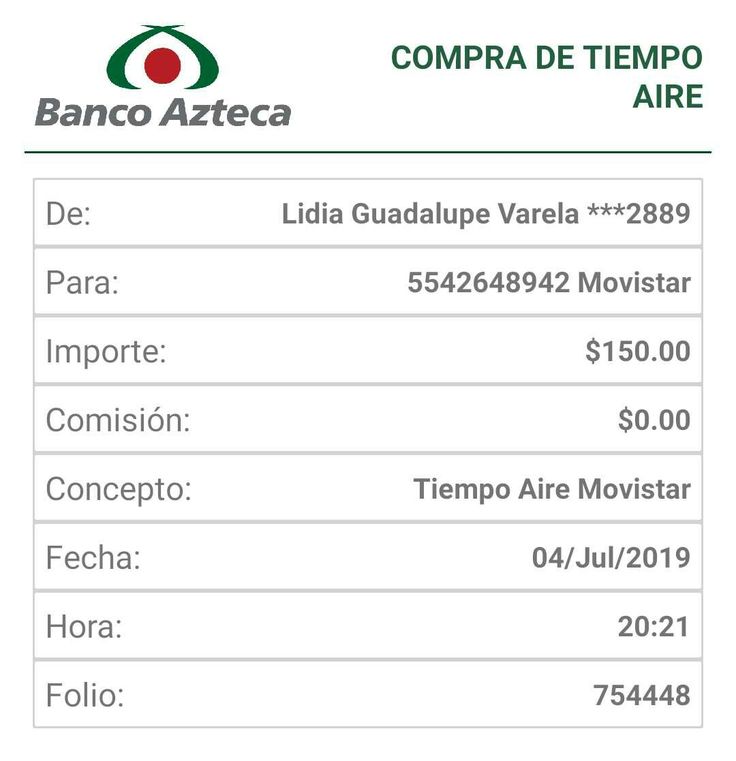 Banco Azteca
COMPRA DE TIEMPO
AIRE
De: Lidia Guadalupe Varela ***2889
Para: 5542648942 Movistar
Importe: $150.00
Comisión: $0.00
Concepto: Tiempo Aire Movistar
Fecha: 04/Jul/2019
Hora: 20:21
Folio: 754448